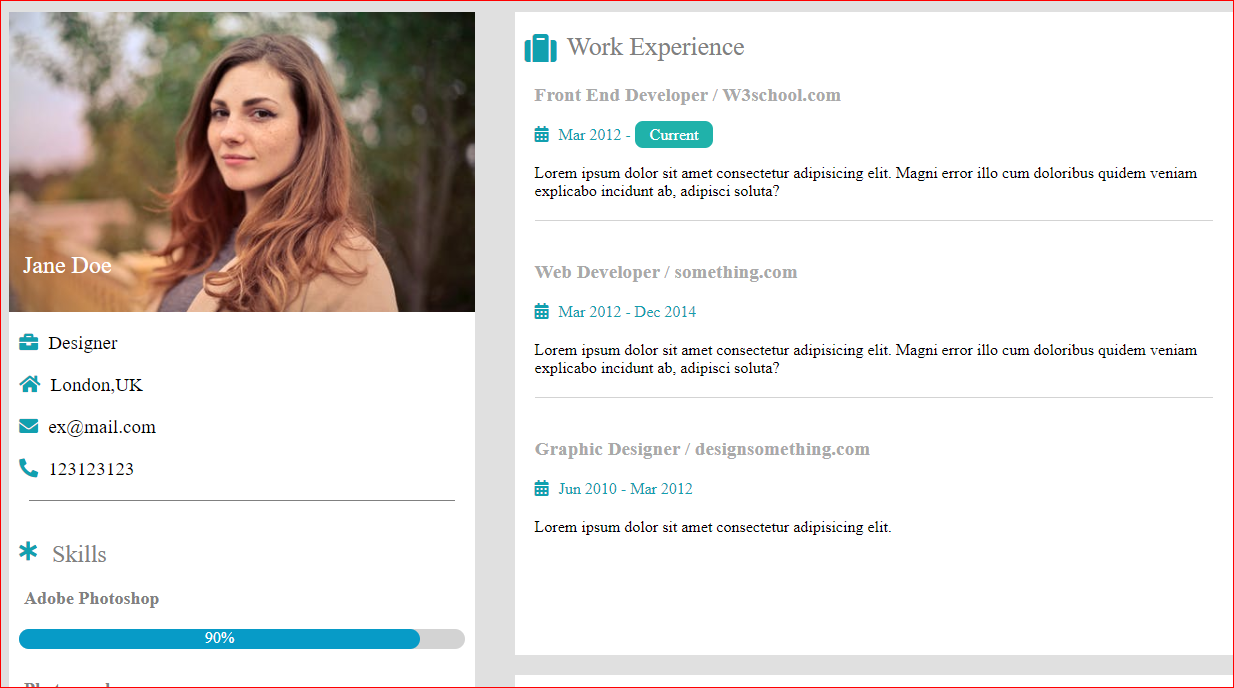 Jane Doe
Designer
London,UK
ex@mail.com
123123123
Skills
Adobe Photoshop
90%
Work Experience
Front End Developer / W3school.com
Mar 2012 - Current
Lorem ipsum dolor sit amet consectetur adipisicing elit. Magni error illo cum doloribus quidem veniam
explicabo incidunt ab, adipisci soluta?
Web Developer / something.com
Mar 2012 - Dec 2014
Lorem ipsum dolor sit amet consectetur adipisicing elit. Magni error illo cum doloribus quidem veniam
explicabo incidunt ab, adipisci soluta?
Graphic Designer / designsomething.com
Jun 2010 - Mar 2012
Lorem ipsum dolor sit amet consectetur adipisicing elit.